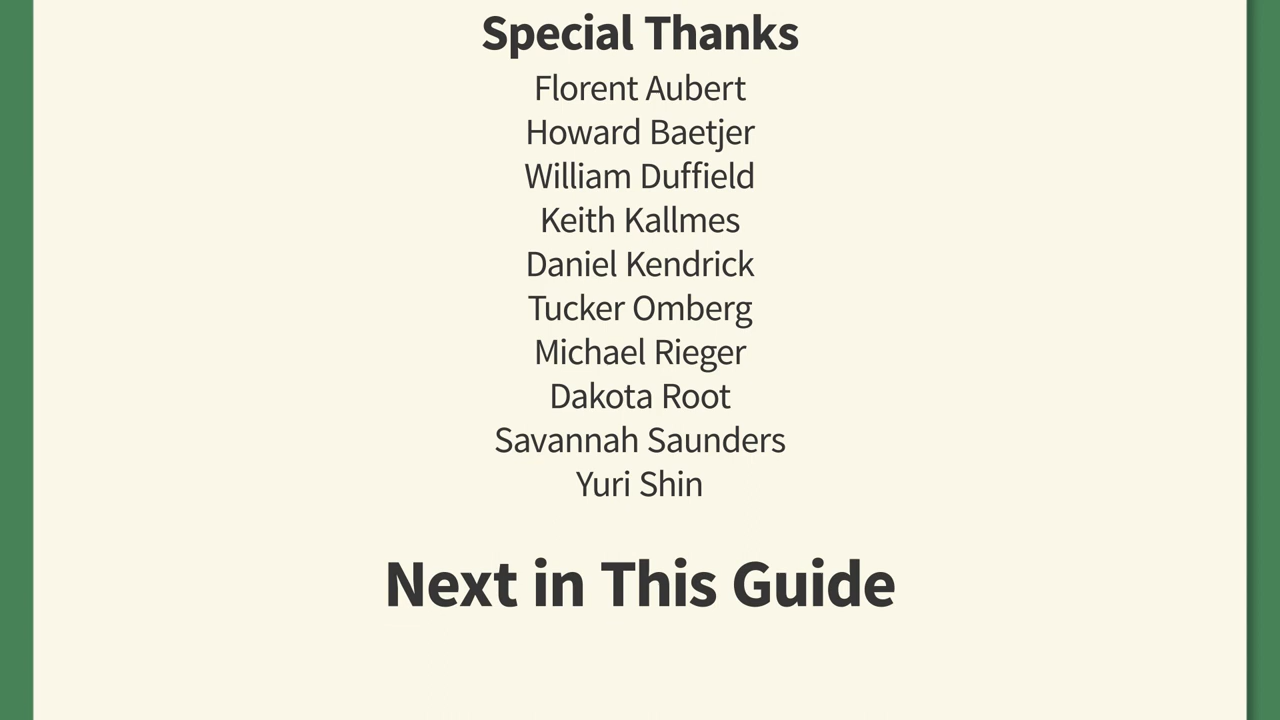 Special Thanks
Florent Aubert
Howard Baetjer
William Duffield
Keith Kallmes
Daniel Kendrick
Tucker Omberg
Michael Rieger
Dakota Root
Savannah Saunders
Yuri Shin
Next in This Guide